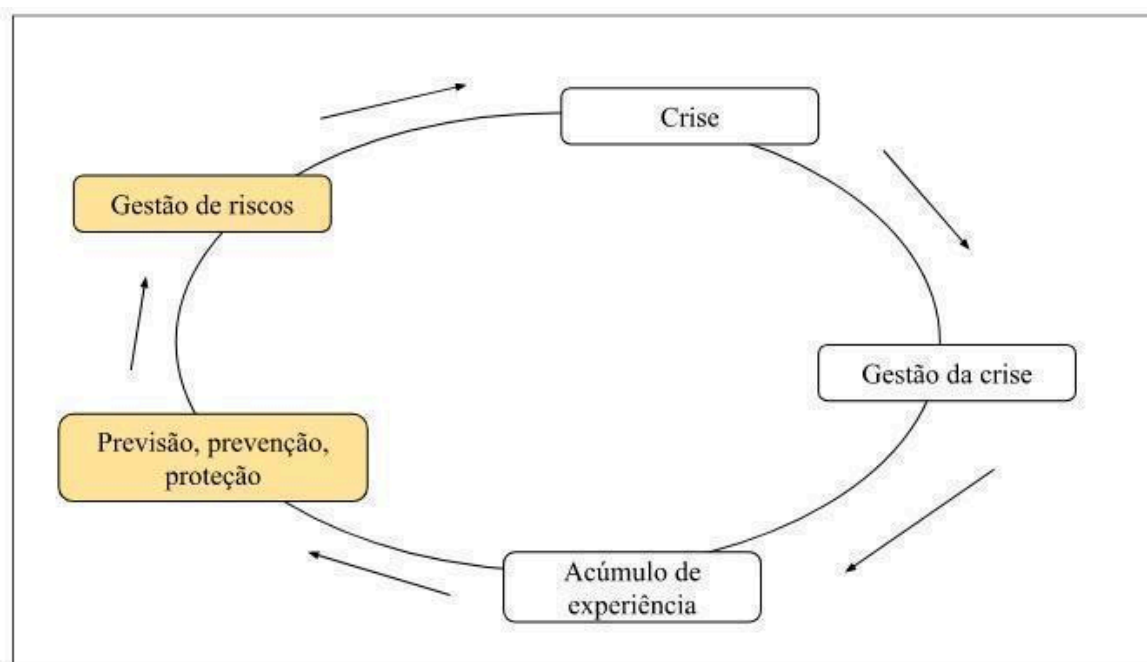 Crise
Gestão de riscos
Gestão da crise
Previsão, prevenção,
proteção
Acúmulo de
experiência